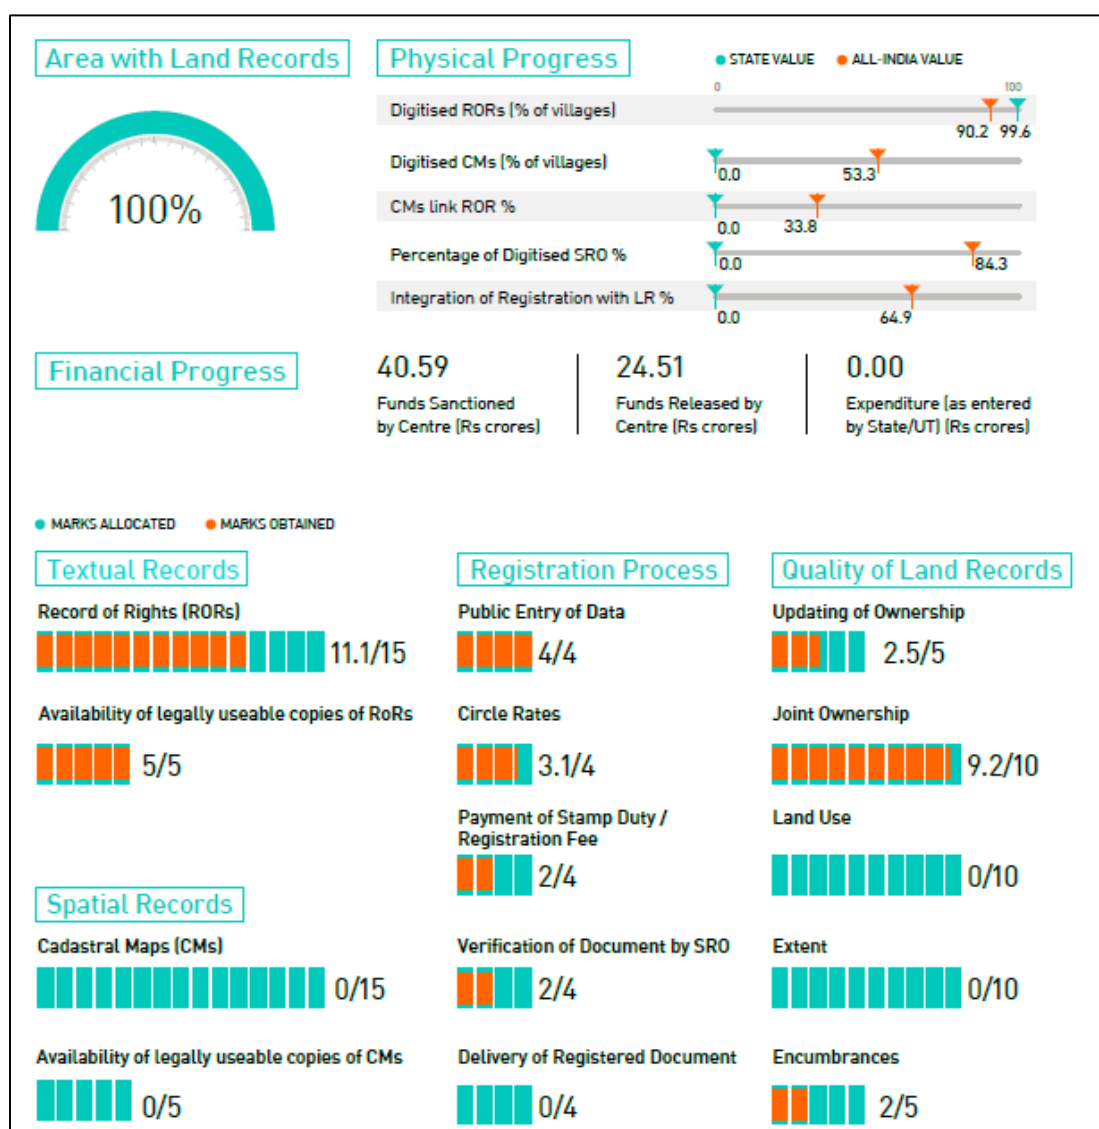 Area with Land Records
100%
Physical Progress
STATE VALUE
ALL-INDIA VALUE
0
100
Digitised RORs (% of villages)
90.2 99.6
Digitised CMs (% of villages)
0.0
53.3
CMs link ROR %
0.0
33.8
Percentage of Digitised SRO %
0.0
84.3
Integration of Registration with LR %
0.0
64.9
Financial Progress
40.59
Funds Sanctioned
by Centre (Rs crores)
24.51
Funds Released by
Centre (Rs crores)
0.00
Expenditure (as entered
by State/UT) (Rs crores)
MARKS ALLOCATED
MARKS OBTAINED
Textual Records
Record of Rights (RORs)
11.1/15
Availability of legally useable copies of RoRs
5/5
Spatial Records
Cadastral Maps (CMs)
0/15
Availability of legally useable copies of CMs
0/5
Registration Process
Public Entry of Data
4/4
Circle Rates
3.1/4
Payment of Stamp Duty /
Registration Fee
2/4
Verification of Document by SRO
2/4
Delivery of Registered Document
0/4
Quality of Land Records
Updating of Ownership
2.5/5
Joint Ownership
9.2/10
Land Use
0/10
Extent
0/10
Encumbrances
2/5